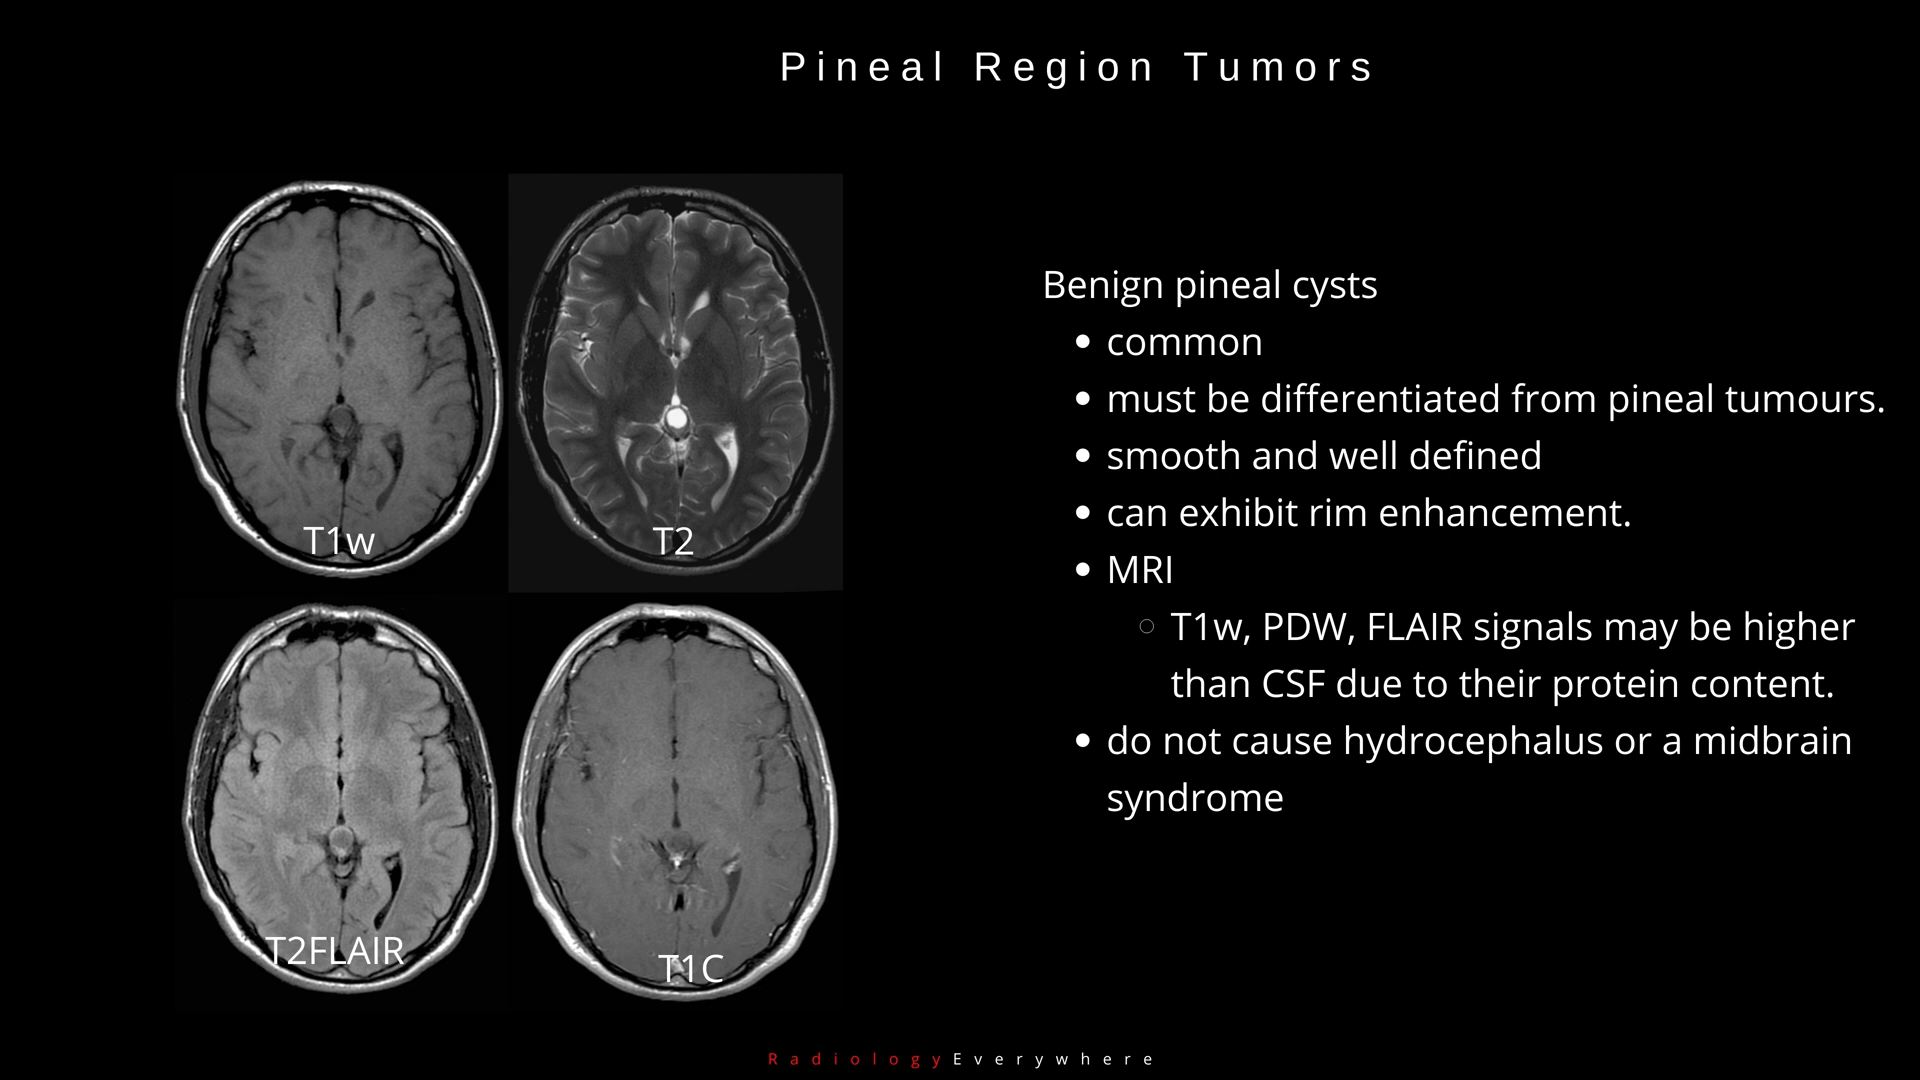 Pineal Region Tumors
T1w
T2
T2FLAIR
T1C
Benign pineal cysts
• common
• must be differentiated from pineal tumours.
• smooth and well defined
• can exhibit rim enhancement.
• MRI
○ T1w, PDW, FLAIR signals may be higher
than CSF due to their protein content.
• do not cause hydrocephalus or a midbrain
syndrome
RadiologyEverywhere